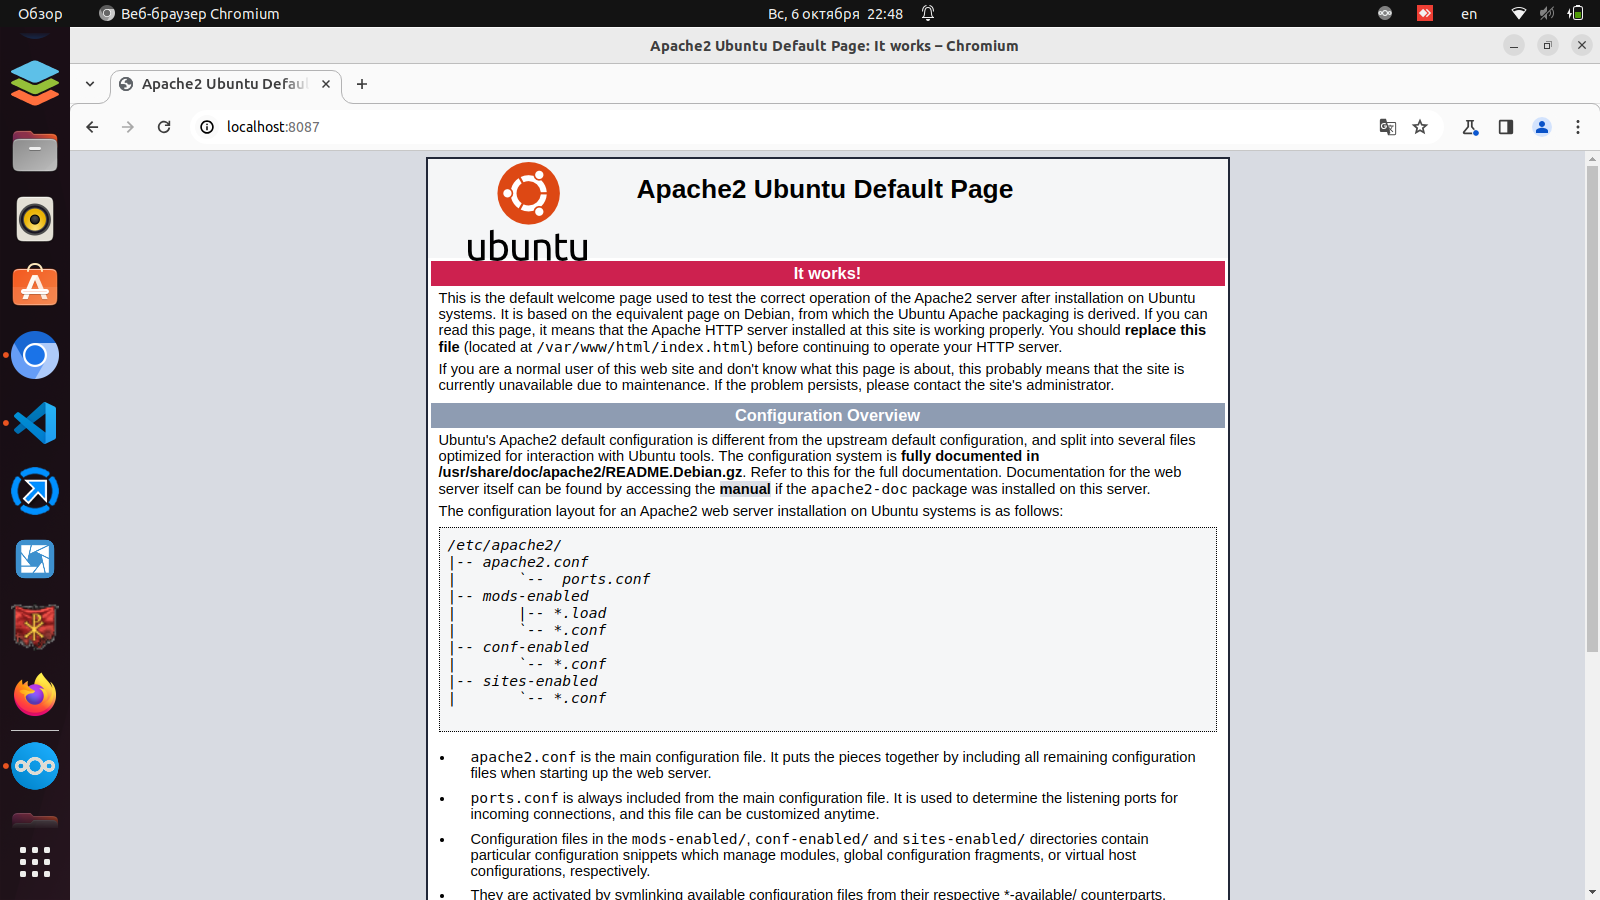 Обзор Веб-браузер Chromium Вс, 6 октября 22:48 en
Apache2 Ubuntu Default Page: It works – Chromium
Apache2 Ubuntu Defau
localhost:8087
ubuntu
Apache2 Ubuntu Default Page
It works!
This is the default welcome page used to test the correct operation of the Apache2 server after installation on Ubuntu
systems. It is based on the equivalent page on Debian, from which the Ubuntu Apache packaging is derived. If you can
read this page, it means that the Apache HTTP server installed at this site is working properly. You should replace this
file (located at /var/www/html/index.html) before continuing to operate your HTTP server.
If you are a normal user of this web site and don't know what this page is about, this probably means that the site is
currently unavailable due to maintenance. If the problem persists, please contact the site's administrator.
Configuration Overview
Ubuntu's Apache2 default configuration is different from the upstream default configuration, and split into several files
optimized for interaction with Ubuntu tools. The configuration system is fully documented in
/usr/share/doc/apache2/README.Debian.gz. Refer to this for the full documentation. Documentation for the web
server itself can be found by accessing the manual if the apache2-doc package was installed on this server.
The configuration layout for an Apache2 web server installation on Ubuntu systems is as follows:
/etc/apache2/
|-- apache2.conf
|       `--  ports.conf
|-- mods-enabled
|       |-- *.load
|       `-- *.conf
|-- conf-enabled
|       `-- *.conf
|-- sites-enabled
|       `-- *.conf
• apache2.conf is the main configuration file. It puts the pieces together by including all remaining configuration
files when starting up the web server.
• ports.conf is always included from the main configuration file. It is used to determine the listening ports for
incoming connections, and this file can be customized anytime.
• Configuration files in the mods-enabled/, conf-enabled/ and sites-enabled/ directories contain
particular configuration snippets which manage modules, global configuration fragments, or virtual host
configurations, respectively.
• They are activated by symlinking available configuration files from their respective *-available/ counterparts.